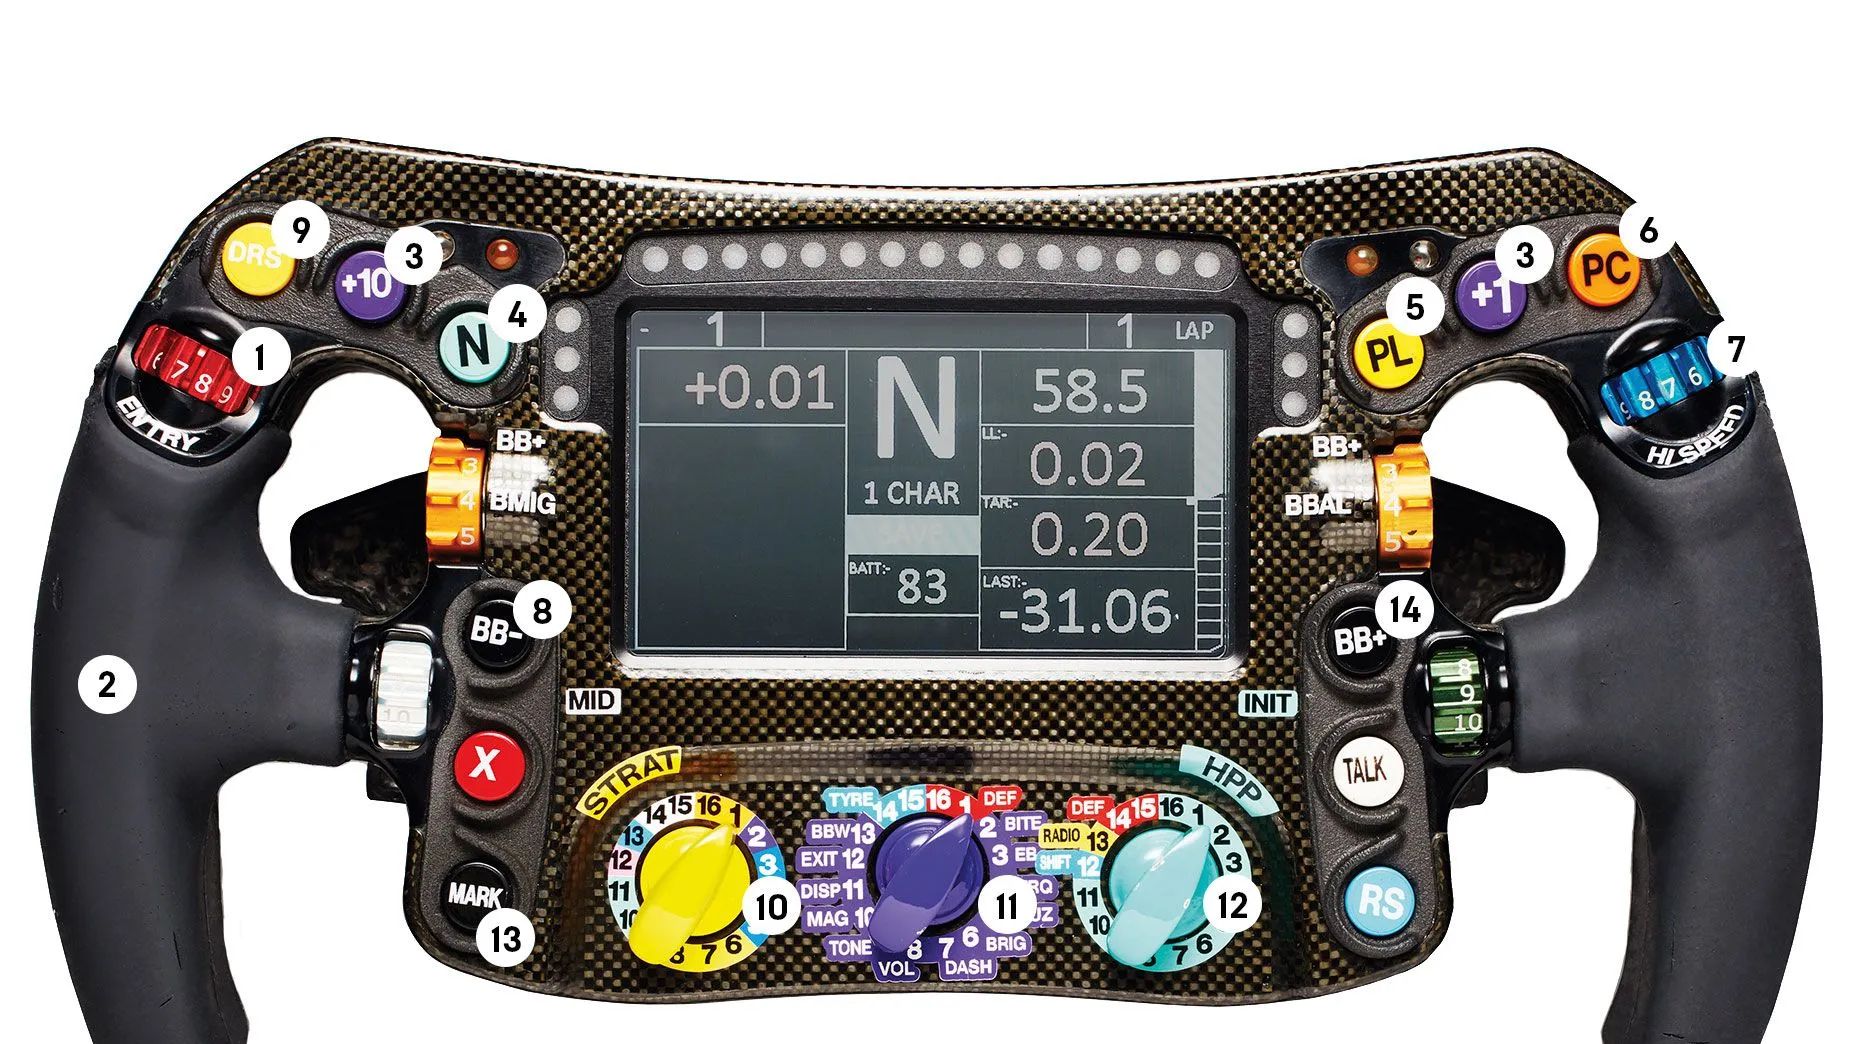 DRS
9
+10
3
N
4
1
6 7 8 9
ENTRY
- 1 1 LAP
+0.01
N
1 CHAR
BATT:-
83
58.5
LL:-
0.02
TAR:-
0.20
LAST:-
-31.06
5
PL
3
+1
6
PC
7
9 8 7 6
HI SPEED
BB+
3
4
BMIG
5
BB+
3
BBAL
4
5
2
8
BB-
10
MID
X
MARK
13
14
BB+
8
9
10
INIT
TALK
RS
STRAT
14 15 16 1 2 3
13
12
11
10
8 7 6
10
TYRE 14 15 16 1 DEF
BBW 13 2 BITE
EXIT 12 3 EB
DISP 11
MAG 10
TONE 8 7 6 BRIG
VOL DASH
11
HPP
DEF 14 15 16 1 2 3
RADIO 13
SHIFT 12
11
10
8 7 6
12